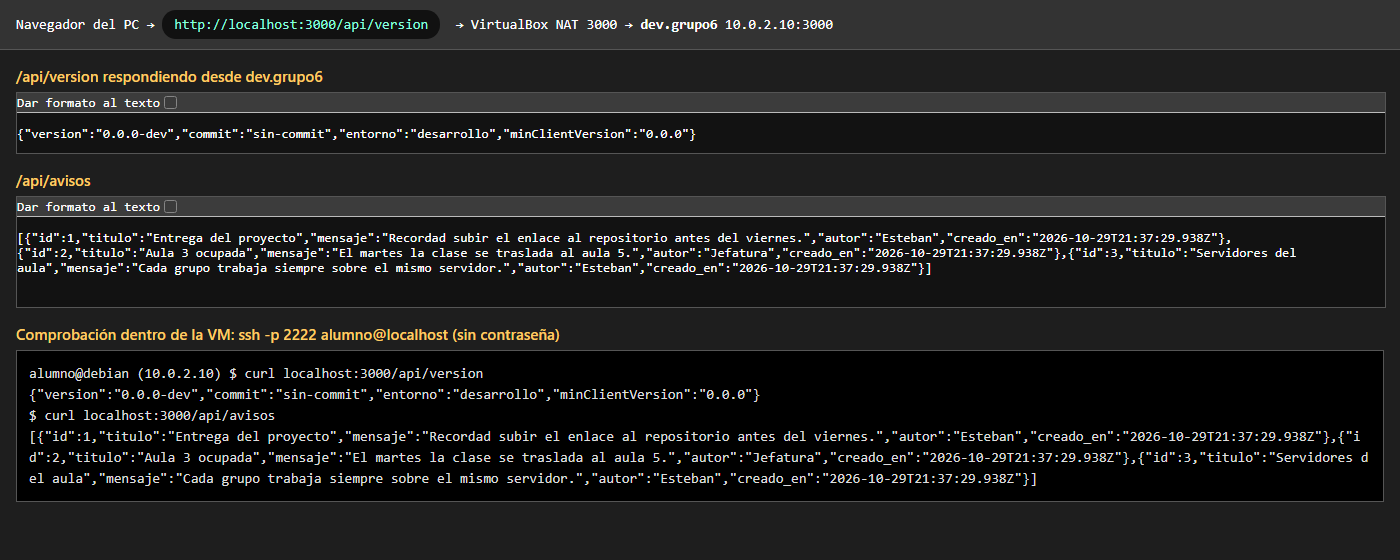 Navegador del PC → http://localhost:3000/api/version → VirtualBox NAT 3000 → dev.grupo6 10.0.2.10:3000
/api/version respondiendo desde dev.grupo6
Dar formato al texto
{"version":"0.0.0-dev","commit":"sin-commit","entorno":"desarrollo","minClientVersion":"0.0.0"}
/api/avisos
Dar formato al texto
[{"id":1,"titulo":"Entrega del proyecto","mensaje":"Recordad subir el enlace al repositorio antes del viernes.","autor":"Esteban","creado_en":"2026-10-29T21:37:29.938Z"},
{"id":2,"titulo":"Aula 3 ocupada","mensaje":"El martes la clase se traslada al aula 5.","autor":"Jefatura","creado_en":"2026-10-29T21:37:29.938Z"},{"id":3,"titulo":"Servidores del
aula","mensaje":"Cada grupo trabaja siempre sobre el mismo servidor.","autor":"Esteban","creado_en":"2026-10-29T21:37:29.938Z"}]
Comprobación dentro de la VM: ssh -p 2222 alumno@localhost (sin contraseña)
alumno@debian (10.0.2.10) $ curl localhost:3000/api/version
{"version":"0.0.0-dev","commit":"sin-commit","entorno":"desarrollo","minClientVersion":"0.0.0"}
$ curl localhost:3000/api/avisos
[{"id":1,"titulo":"Entrega del proyecto","mensaje":"Recordad subir el enlace al repositorio antes del viernes.","autor":"Esteban","creado_en":"2026-10-29T21:37:29.938Z"},{"i
d":2,"titulo":"Aula 3 ocupada","mensaje":"El martes la clase se traslada al aula 5.","autor":"Jefatura","creado_en":"2026-10-29T21:37:29.938Z"},{"id":3,"titulo":"Servidores d
el aula","mensaje":"Cada grupo trabaja siempre sobre el mismo servidor.","autor":"Esteban","creado_en":"2026-10-29T21:37:29.938Z"}]